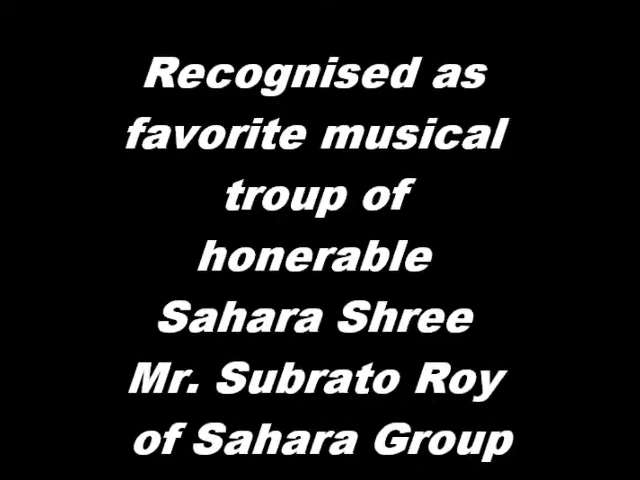 Recognised as
favorite musical
troup of
honerable
Sahara Shree
Mr. Subrato Roy
of Sahara Group